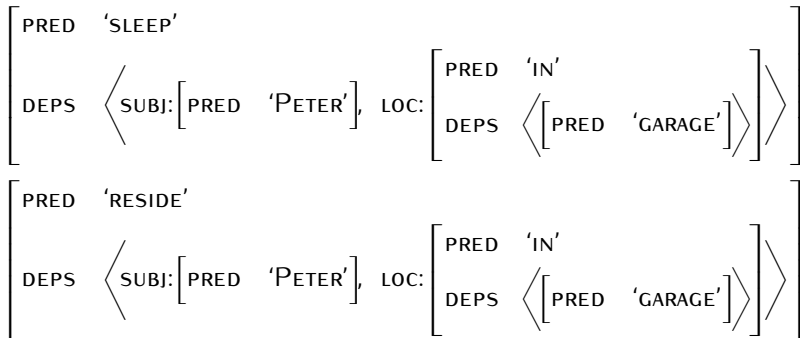 PRED ‘SLEEP’
DEPS ⟨SUBJ:[PRED ‘PETER’], LOC:[PRED ‘IN’
DEPS ⟨[PRED ‘GARAGE’]⟩]⟩
PRED ‘RESIDE’
DEPS ⟨SUBJ:[PRED ‘PETER’], LOC:[PRED ‘IN’
DEPS ⟨[PRED ‘GARAGE’]⟩]⟩